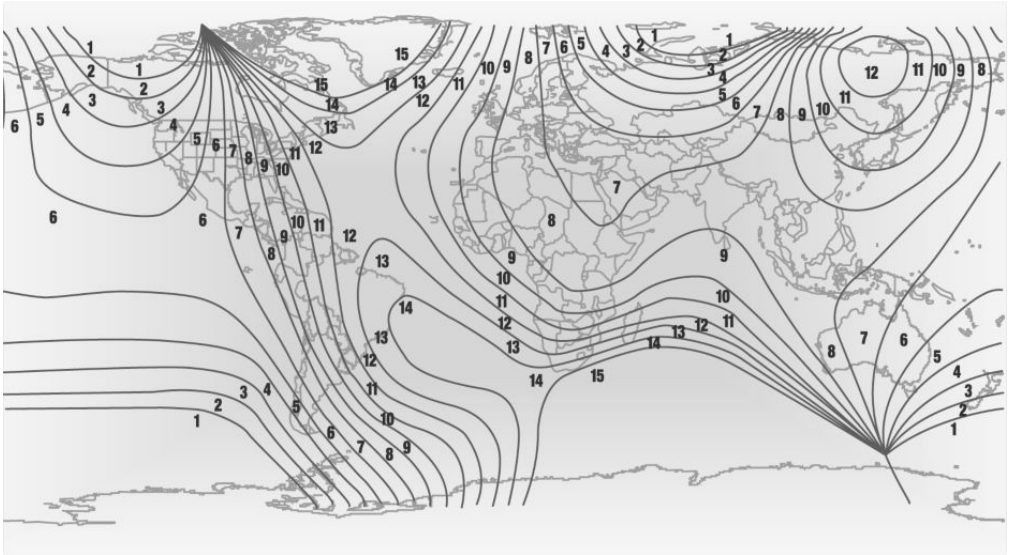 1 15 1 5 7 6 8 4 3 2 1
2 1 14 13 11 10 9 8 2 12 11 10 9 8
3 2 15 12 3 4
4 3 14 5 11
6 5 4 13 6 7 8 9 10
5 6 7 8 9 10 11 12
7
6 6 7 8 9 10 11 12 8
8 13 9 9
10
14 11 10
12 12 11
13 12 13 13 14 8 7 6 5
14 15 4
3 4 11 3
2 5 10 2
1 6 7 8 9 1